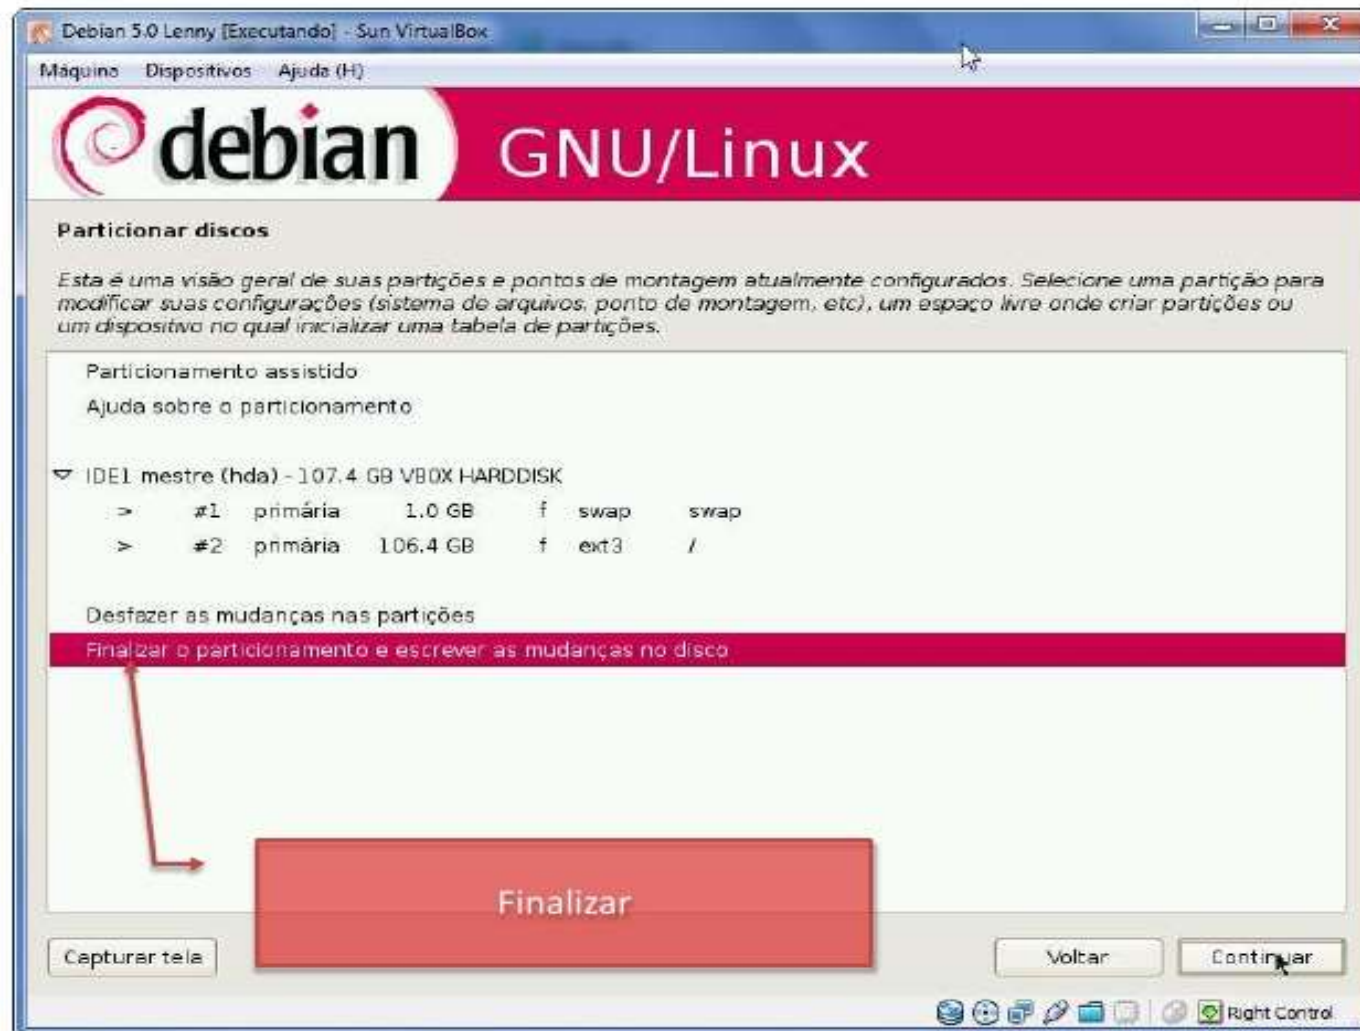 Debian 5.0 Lenny [Executando] - Sun VirtualBox
Máquina Dispositivos Ajuda (H)
debian GNU/Linux
Particionar discos
Esta é uma visão geral de suas partições e pontos de montagem atualmente configurados. Selecione uma partição para
modificar suas configurações (sistema de arquivos, ponto de montagem, etc), um espaço livre onde criar partições ou
um dispositivo no qual inicializar uma tabela de partições.
Particionamento assistido
Ajuda sobre o particionamento
IDE1 mestre (hda) - 107.4 GB VBOX HARDDISK
> #1 primária 1.0 GB f swap swap
> #2 primária 106.4 GB f ext3 /
Desfazer as mudanças nas partições
Finalizar o particionamento e escrever as mudanças no disco
Finalizar
Capturar tela Voltar Continuar
Right Control